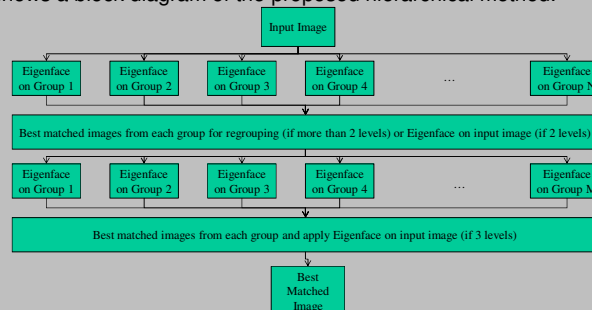 hows a block diagram of the proposed hierarchical method.
Input Image
Eigenface on Group 1
Eigenface on Group 2
Eigenface on Group 3
Eigenface on Group 4
...
Eigenface on Group N
Best matched images from each group for regrouping (if more than 2 levels) or Eigenface on input image (if 2 levels)
Eigenface on Group 1
Eigenface on Group 2
Eigenface on Group 3
Eigenface on Group 4
...
Eigenface on Group M
Best matched images from each group and apply Eigenface on input image (if 3 levels)
Best
Matched
Image